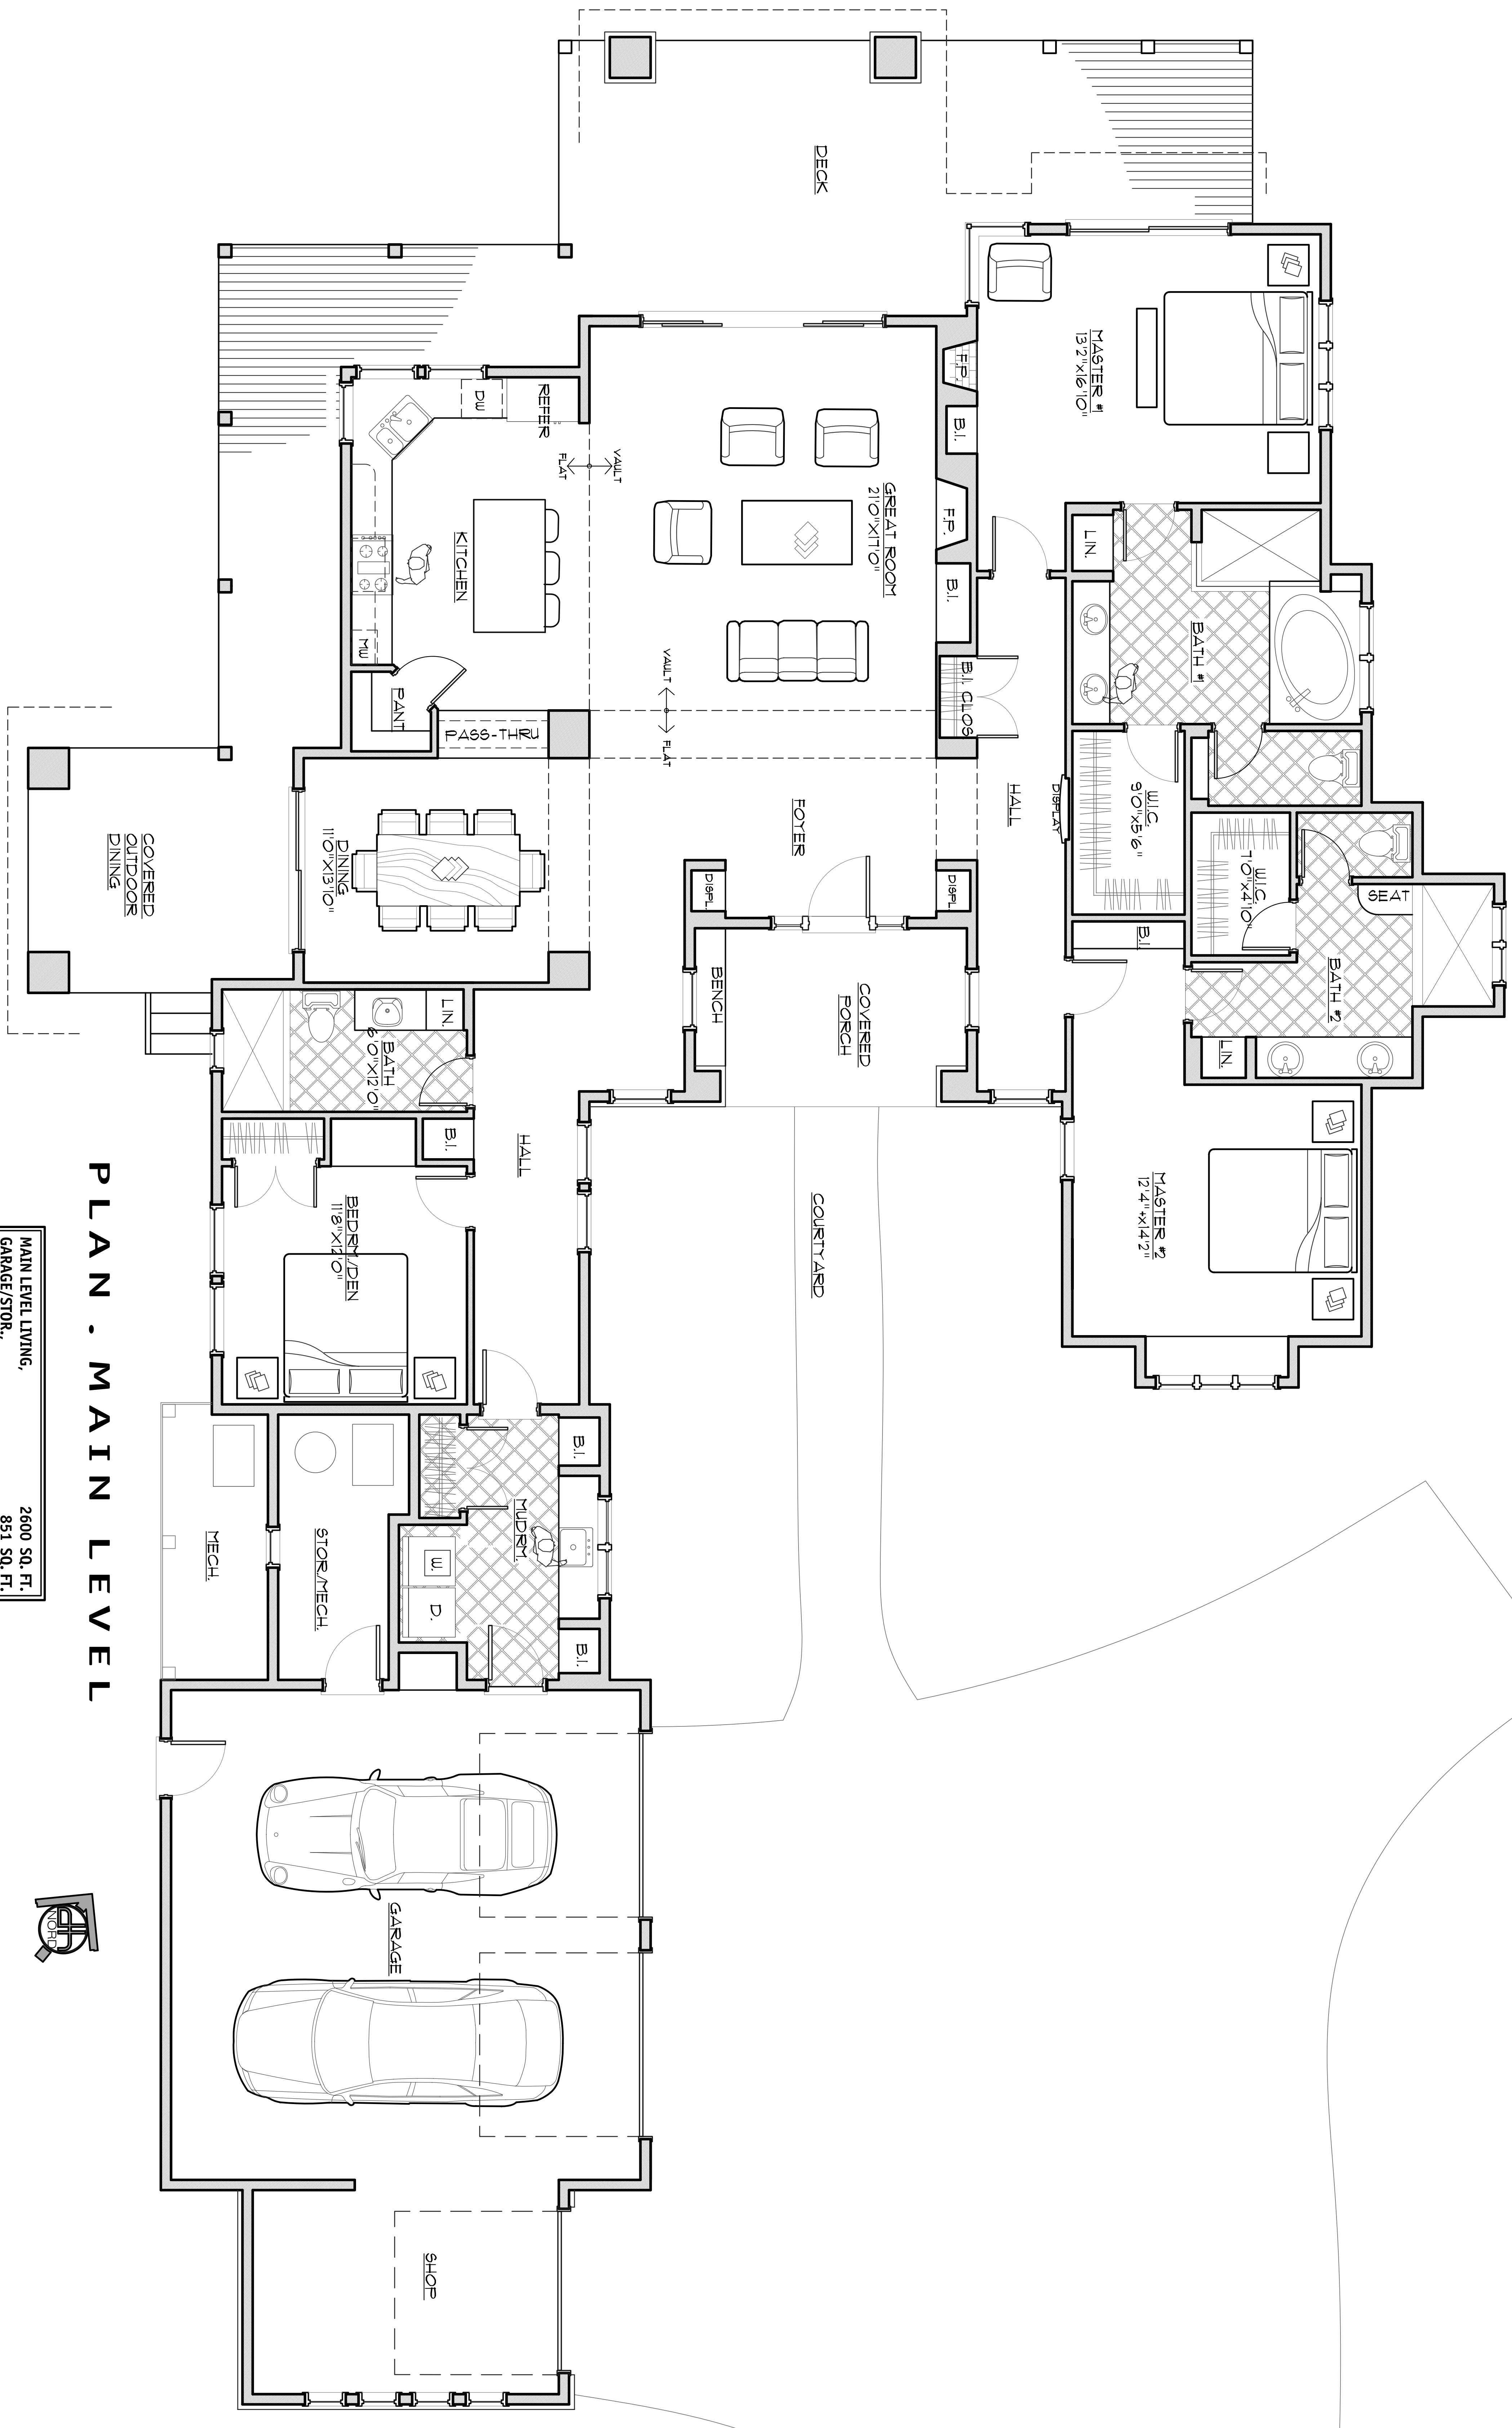 DECK
MASTER #1
13'2"x16'10"
F.P.
B.I.
F.P.
B.I.
B.I. CLOS
LIN.
BATH #1
W.I.C.
9'0"x5'6"
W.I.C.
7'0"x4'10"
SEAT
BATH #2
LIN.
B.I.
DISPLAY
HALL
MASTER #2
12'4"+x14'2"
GREAT ROOM
21'0"X17'0"
VAULT
FLAT
VAULT
FLAT
REFER
DW
KITCHEN
MW
PANT
PASS-THRU
FOYER
DISPL.
DISPL.
DINING
11'0"X13'10"
COVERED
OUTDOOR
DINING
BENCH
COVERED
PORCH
COURTYARD
LIN.
BATH
6'0"X12'0"
B.I.
HALL
BEDRM./DEN
11'8"X12'0"
B.I.
MUDRM.
W.
D.
B.I.
STOR./MECH.
MECH.
GARAGE
SHOP
PLAN . MAIN LEVEL
MAIN LEVEL LIVING, 2600 SQ. FT.
GARAGE/STOR., 851 SQ. FT.
NORD